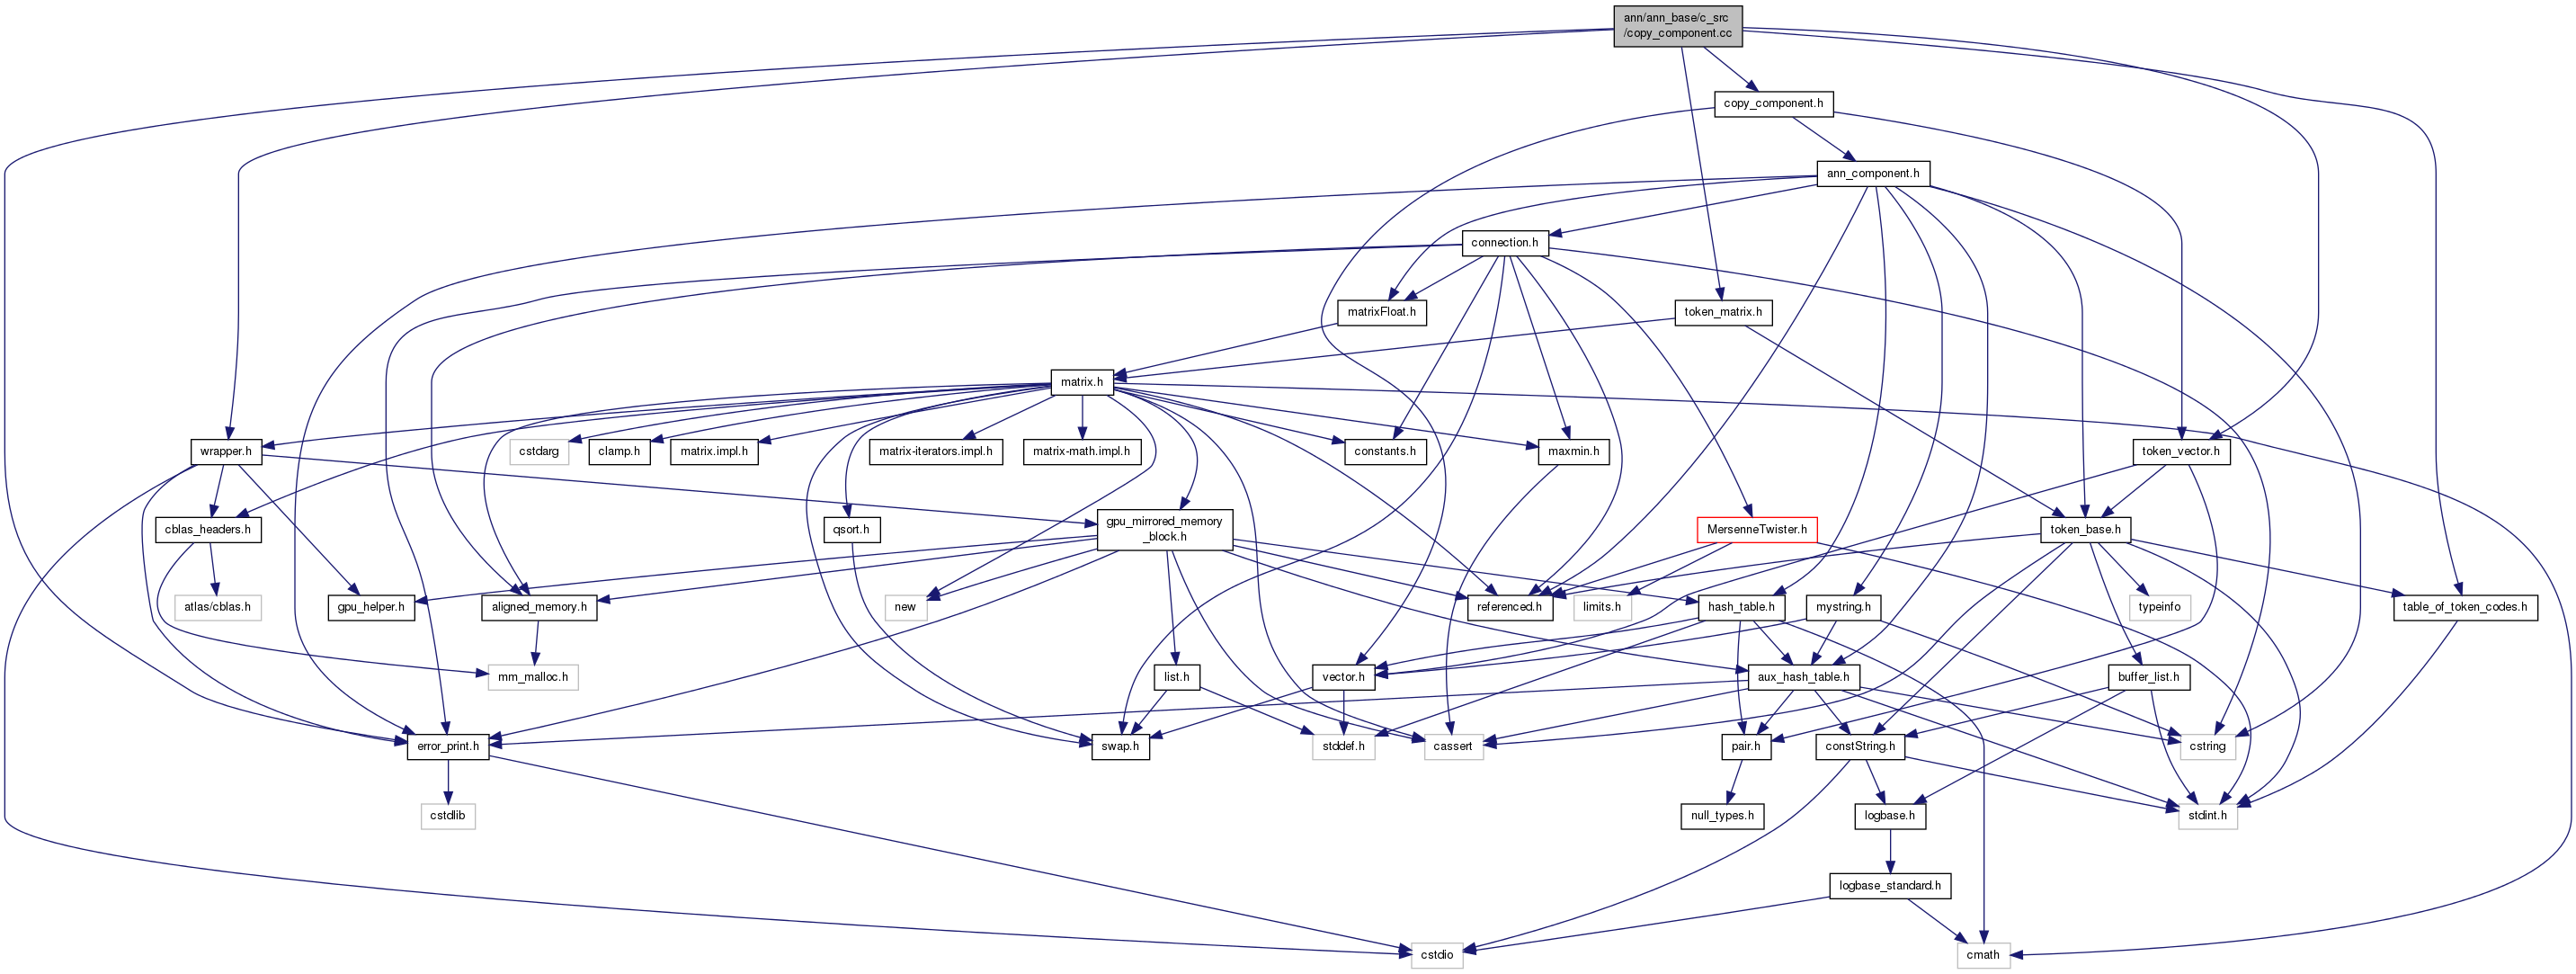 ann/ann_base/c_src
/copy_component.cc
copy_component.h
ann_component.h
connection.h
matrixFloat.h
token_matrix.h
matrix.h
wrapper.h
cstdarg
clamp.h
matrix.impl.h
matrix-iterators.impl.h
matrix-math.impl.h
constants.h
maxmin.h
token_vector.h
cblas_headers.h
qsort.h
gpu_mirrored_memory
_block.h
MersenneTwister.h
token_base.h
atlas/cblas.h
gpu_helper.h
aligned_memory.h
new
referenced.h
limits.h
hash_table.h
mystring.h
typeinfo
table_of_token_codes.h
mm_malloc.h
list.h
vector.h
aux_hash_table.h
buffer_list.h
error_print.h
swap.h
stddef.h
cassert
pair.h
constString.h
cstring
cstdlib
null_types.h
logbase.h
stdint.h
logbase_standard.h
cstdio
cmath